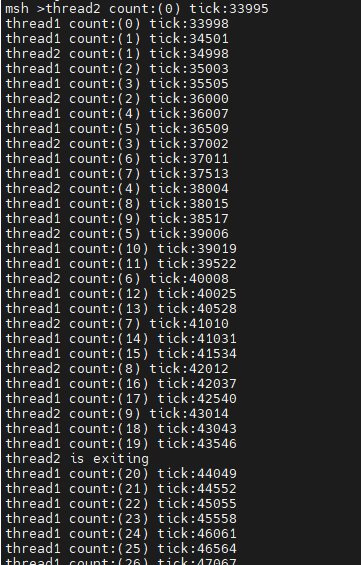 msh >thread2 count:(0) tick:33995
thread1 count:(0) tick:33998
thread1 count:(1) tick:34501
thread2 count:(1) tick:34998
thread1 count:(2) tick:35003
thread1 count:(3) tick:35505
thread2 count:(2) tick:36000
thread1 count:(4) tick:36007
thread1 count:(5) tick:36509
thread2 count:(3) tick:37002
thread1 count:(6) tick:37011
thread1 count:(7) tick:37513
thread2 count:(4) tick:38004
thread1 count:(8) tick:38015
thread1 count:(9) tick:38517
thread2 count:(5) tick:39006
thread1 count:(10) tick:39019
thread1 count:(11) tick:39522
thread2 count:(6) tick:40008
thread1 count:(12) tick:40025
thread1 count:(13) tick:40528
thread2 count:(7) tick:41010
thread1 count:(14) tick:41031
thread1 count:(15) tick:41534
thread2 count:(8) tick:42012
thread1 count:(16) tick:42037
thread1 count:(17) tick:42540
thread2 count:(9) tick:43014
thread1 count:(18) tick:43043
thread1 count:(19) tick:43546
thread2 is exiting
thread1 count:(20) tick:44049
thread1 count:(21) tick:44552
thread1 count:(22) tick:45055
thread1 count:(23) tick:45558
thread1 count:(24) tick:46061
thread1 count:(25) tick:46564
thread1 count:(26) tick:47067